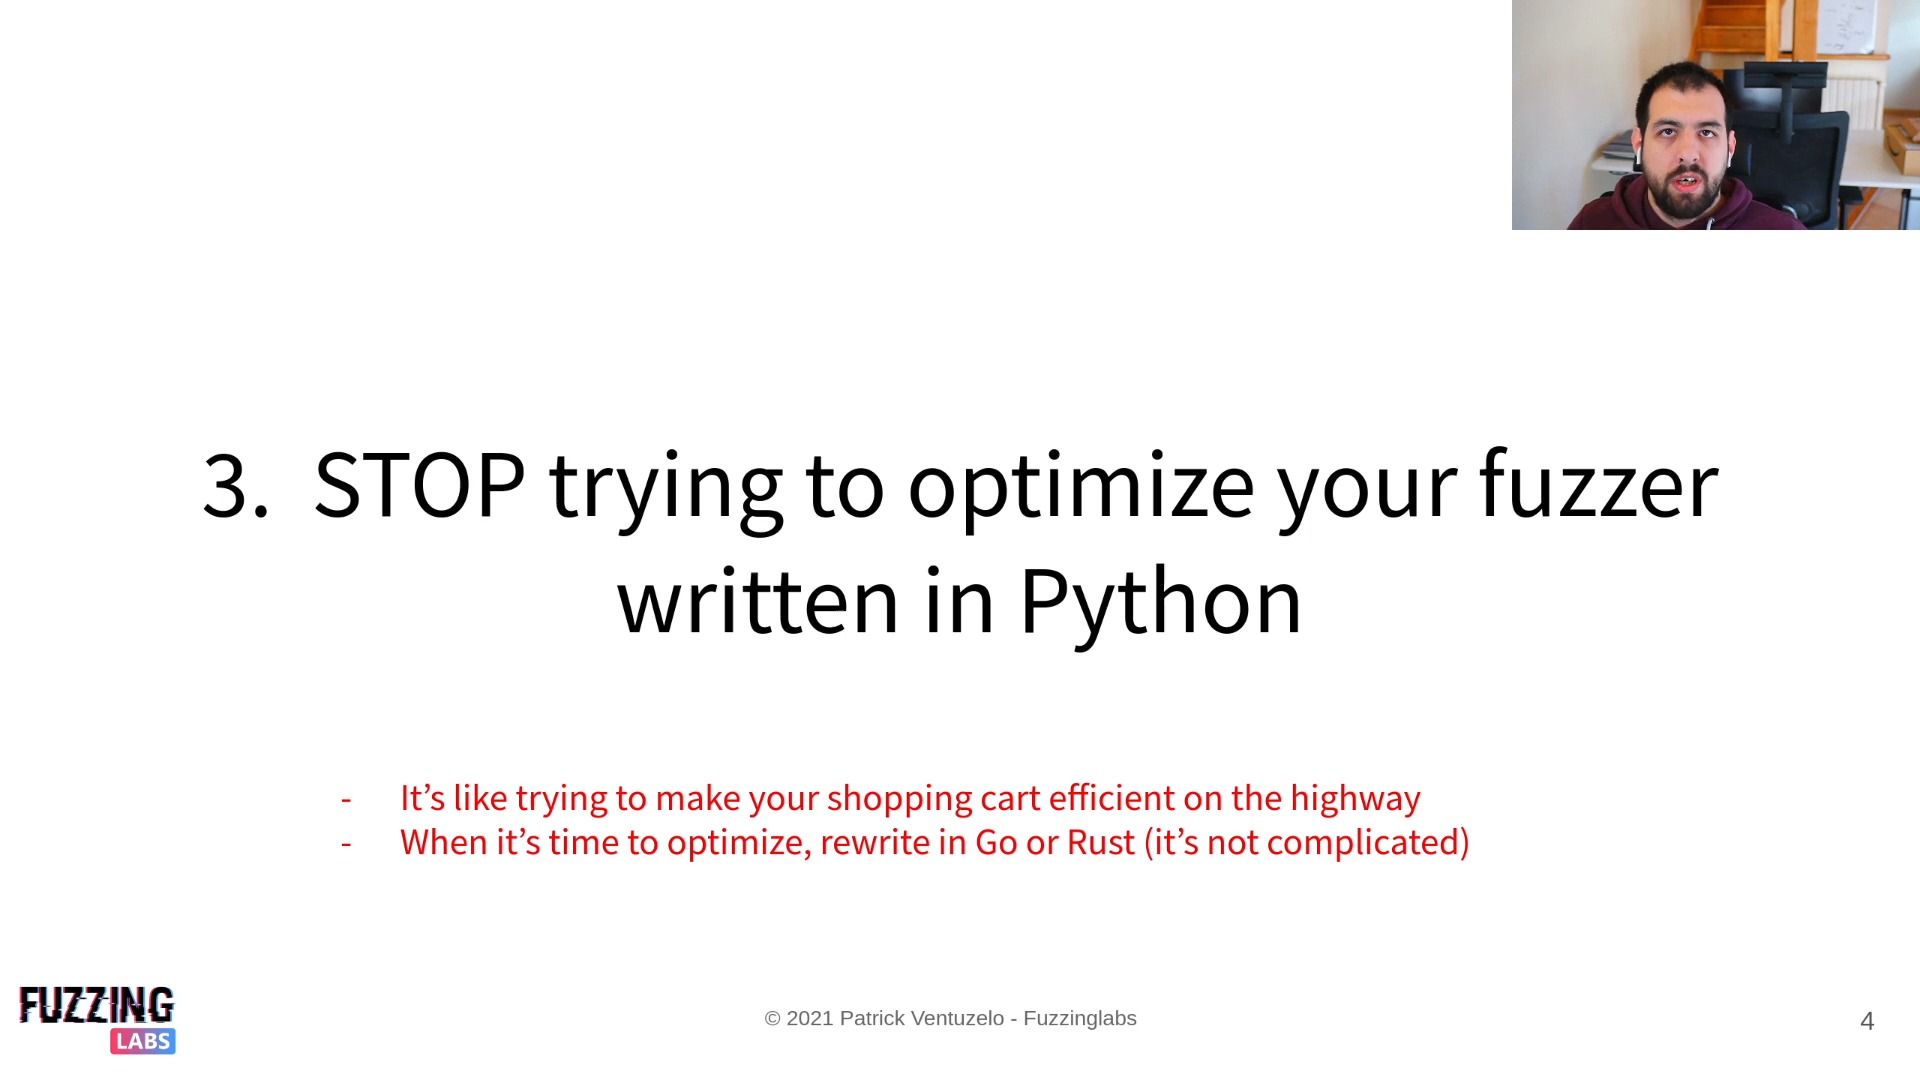 3. STOP trying to optimize your fuzzer
written in Python
- It’s like trying to make your shopping cart efficient on the highway
- When it’s time to optimize, rewrite in Go or Rust (it’s not complicated)
FUZZING
LABS
© 2021 Patrick Ventuzelo - Fuzzinglabs
4